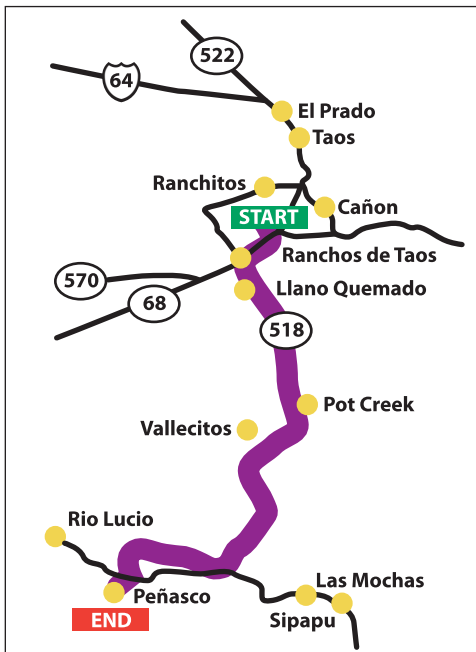 522
64
El Prado
Taos
Ranchitos
START
Cañon
Ranchos de Taos
570
Llano Quemado
68
518
Pot Creek
Vallecitos
Rio Lucio
Las Mochas
Peñasco
END
Sipapu